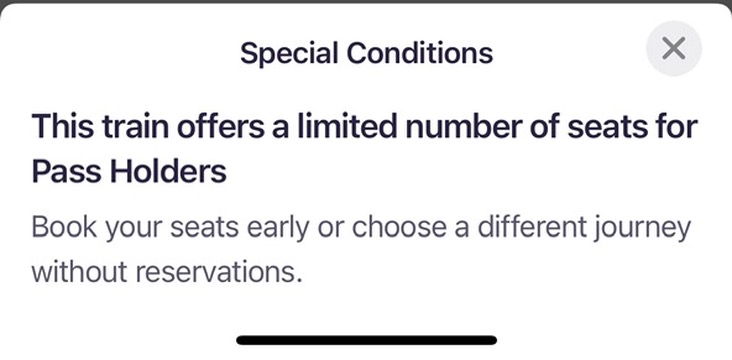 Special Conditions
This train offers a limited number of seats for
Pass Holders
Book your seats early or choose a different journey
without reservations.